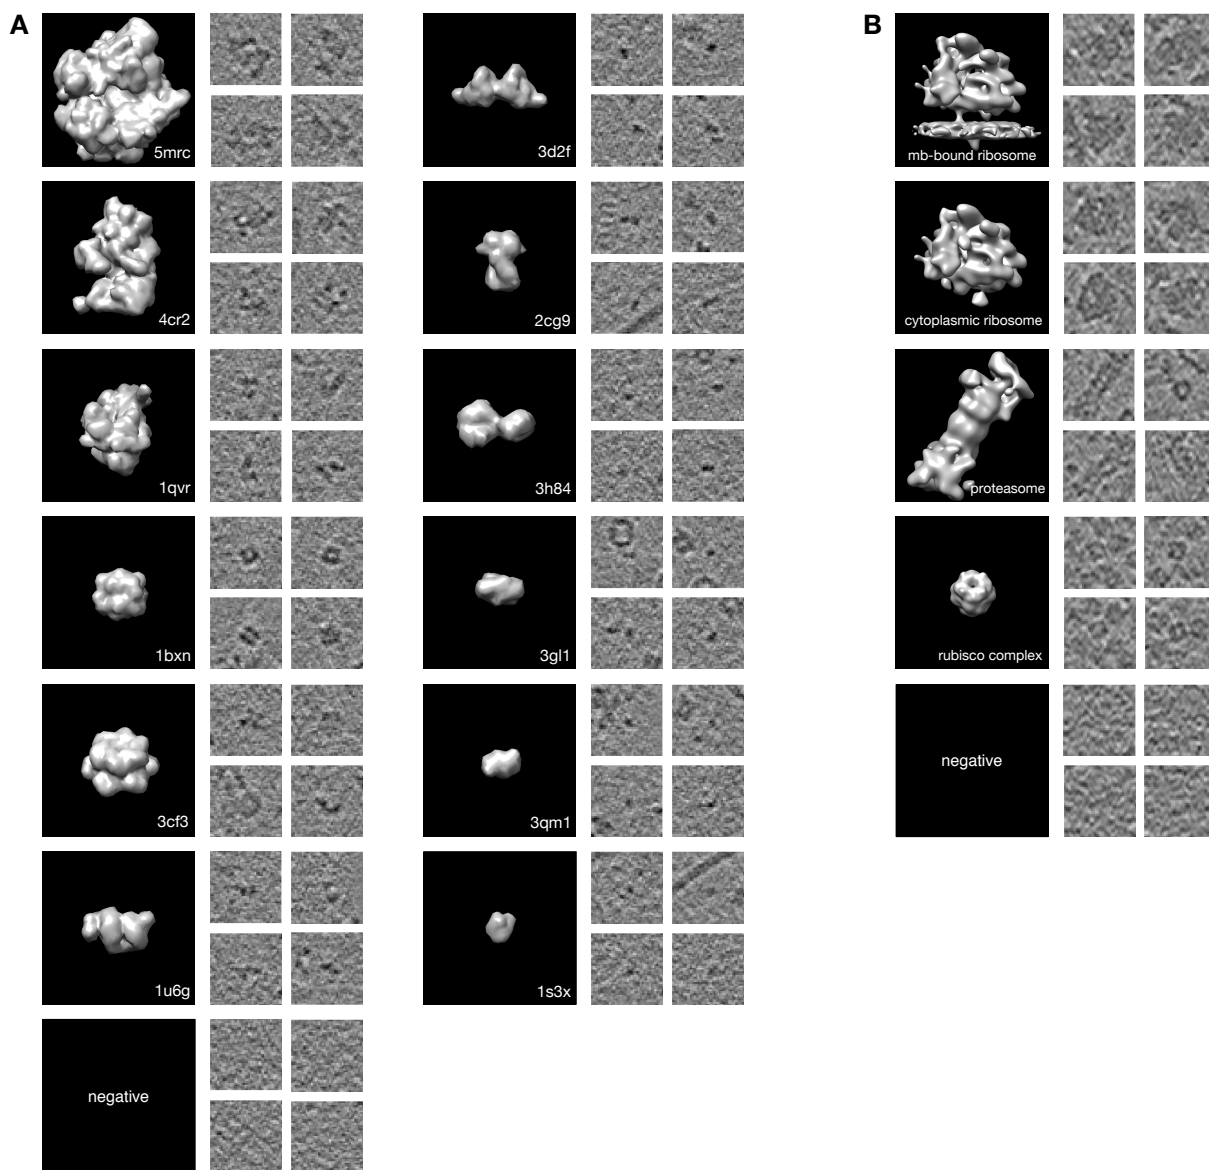 A
5mrc
4cr2
1qvr
1bxn
3cf3
1u6g
negative
3d2f
2cg9
3h84
3gl1
3qm1
1s3x
B
mb-bound ribosome
cytoplasmic ribosome
proteasome
rubisco complex
negative